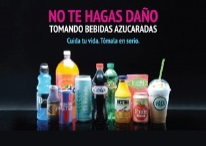 NO TE HAGAS DAÑO
TOMANDO BEBIDAS AZUCARADAS
Cuida tu vida. Tómala en serio.